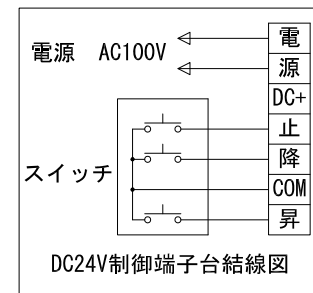 電源 AC100V
電
源
DC+
止
降
COM
昇
スイッチ
DC24V制御端子台結線図